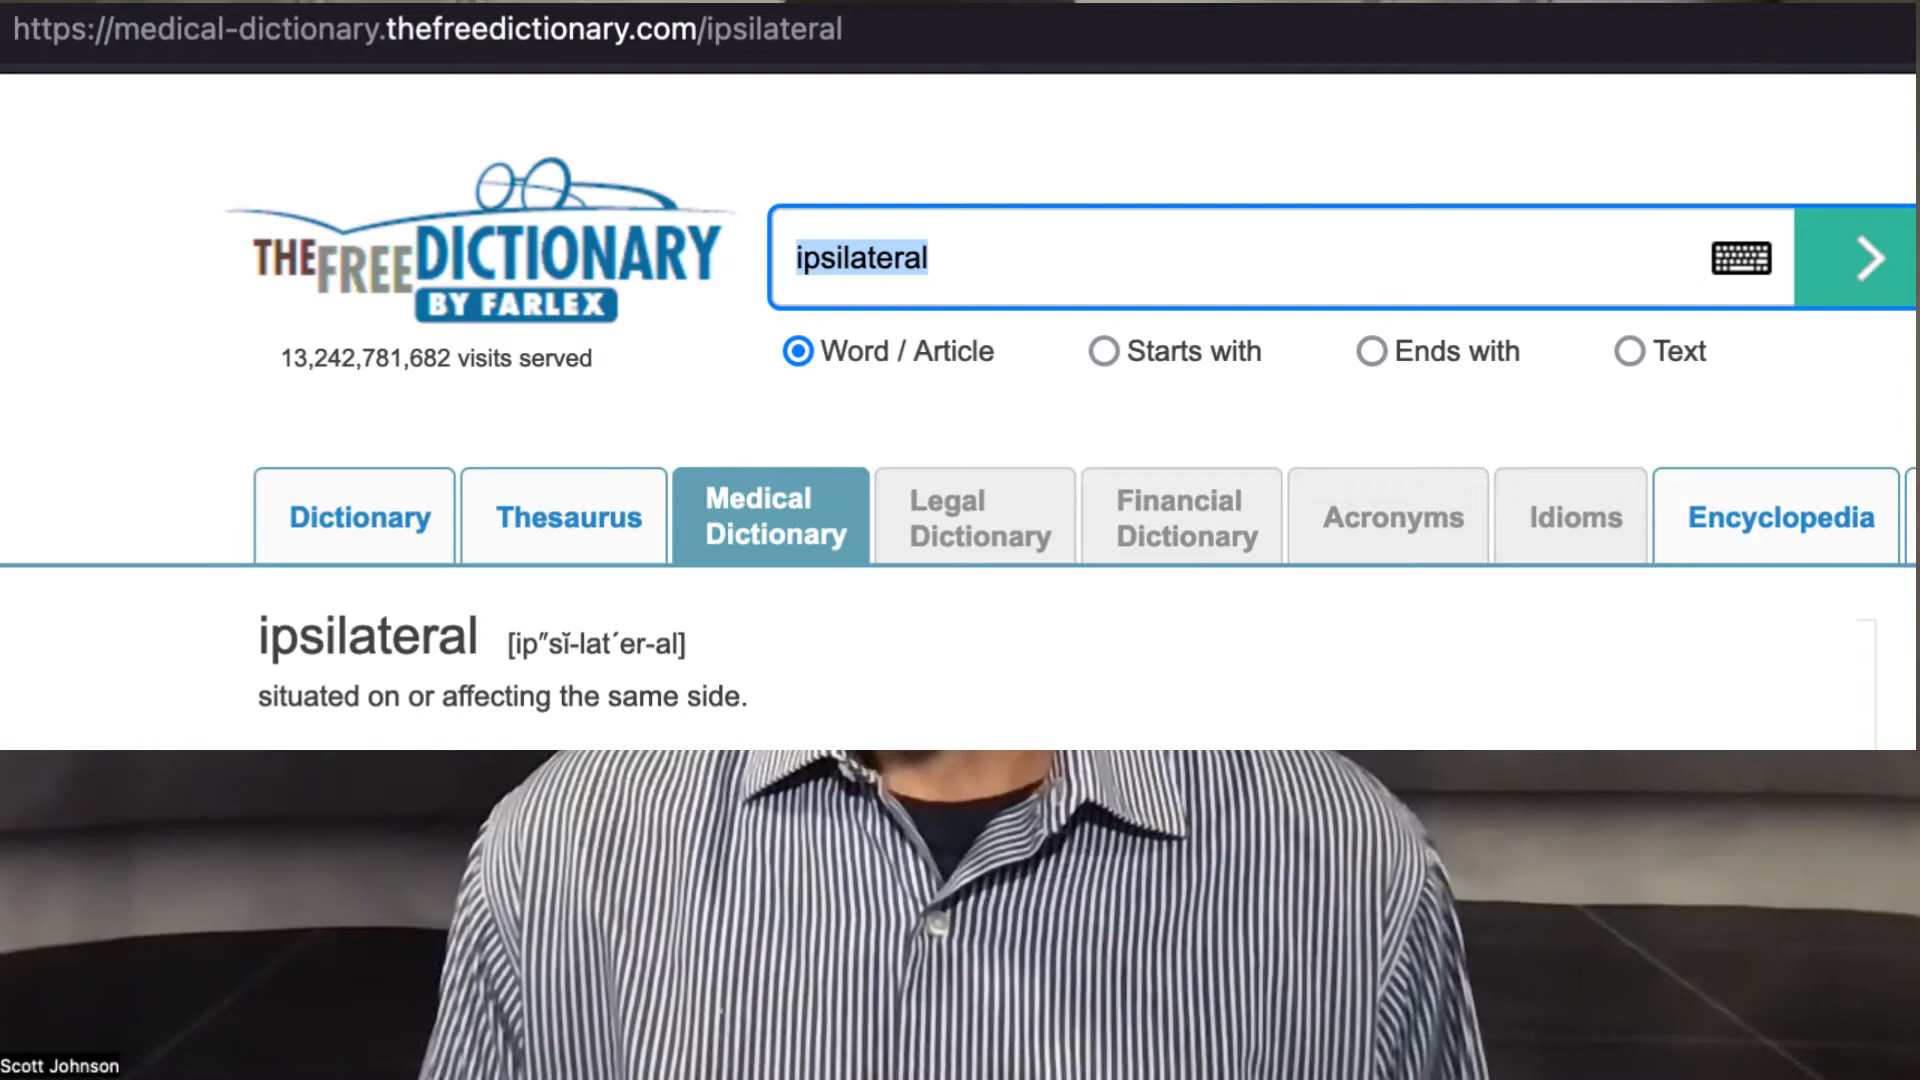 https://medical-dictionary.thefreedictionary.com/ipsilateral
THE FREE DICTIONARY
BY FARLEX
13,242,781,682 visits served
ipsilateral
Word / Article Starts with Ends with Text
Dictionary Thesaurus Medical Dictionary Legal Dictionary Financial Dictionary Acronyms Idioms Encyclopedia
ipsilateral [ip″sĭ-lat´er-al]
situated on or affecting the same side.
Scott Johnson